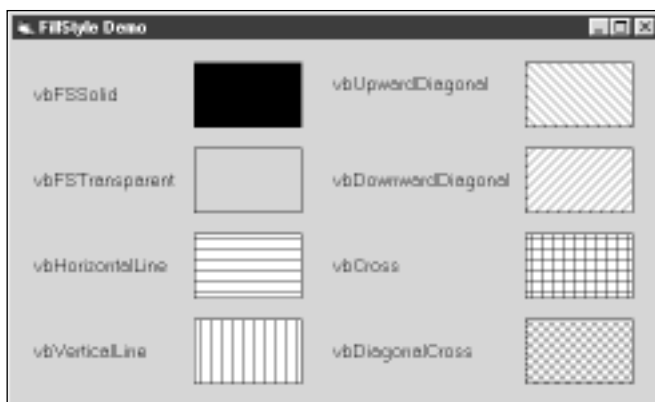 FillStyle Demo
vbFSSolid
vbUpwardDiagonal
vbFSTransparent
vbDownwardDiagonal
vbHorizontalLine
vbCross
vbVerticalLine
vbDiagonalCross